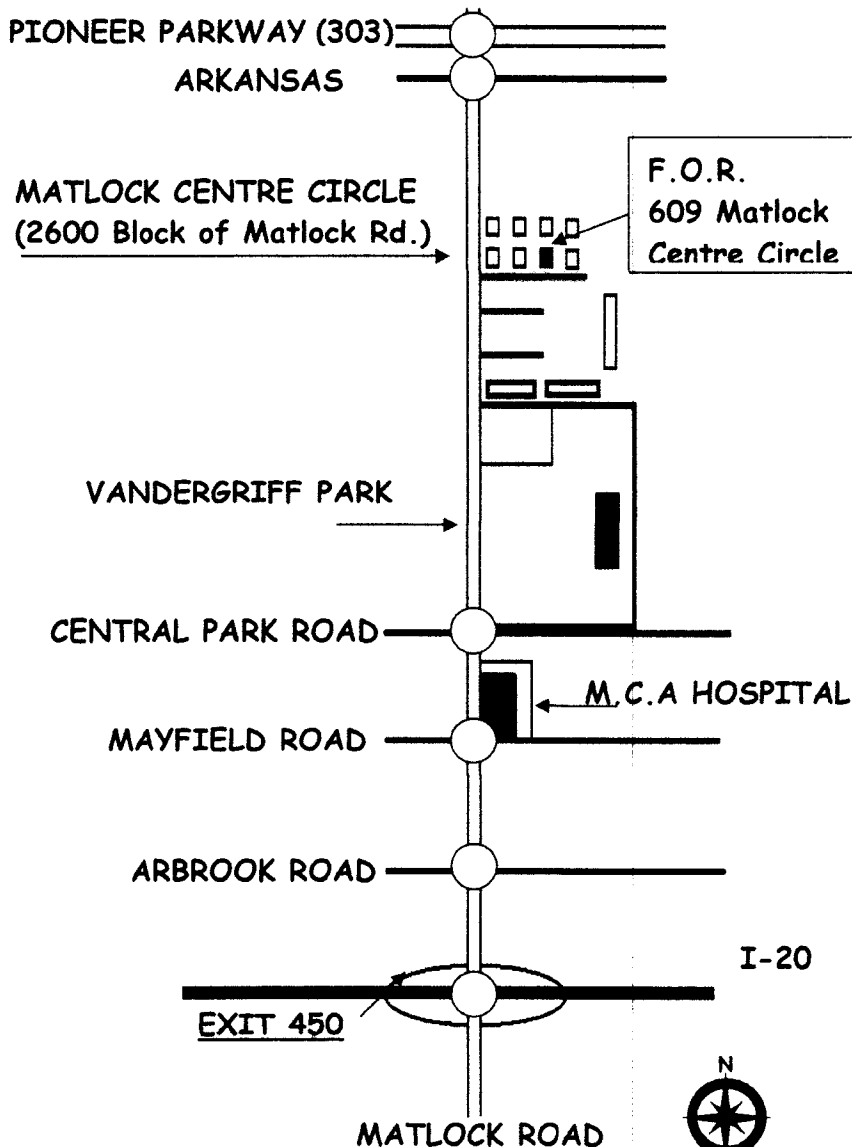 PIONEER PARKWAY (303)
ARKANSAS
MATLOCK CENTRE CIRCLE
(2600 Block of Matlock Rd.)
F.O.R.
609 Matlock
Centre Circle
VANDERGRIFF PARK
CENTRAL PARK ROAD
M.C.A HOSPITAL
MAYFIELD ROAD
ARBROOK ROAD
I-20
EXIT 450
N
MATLOCK ROAD